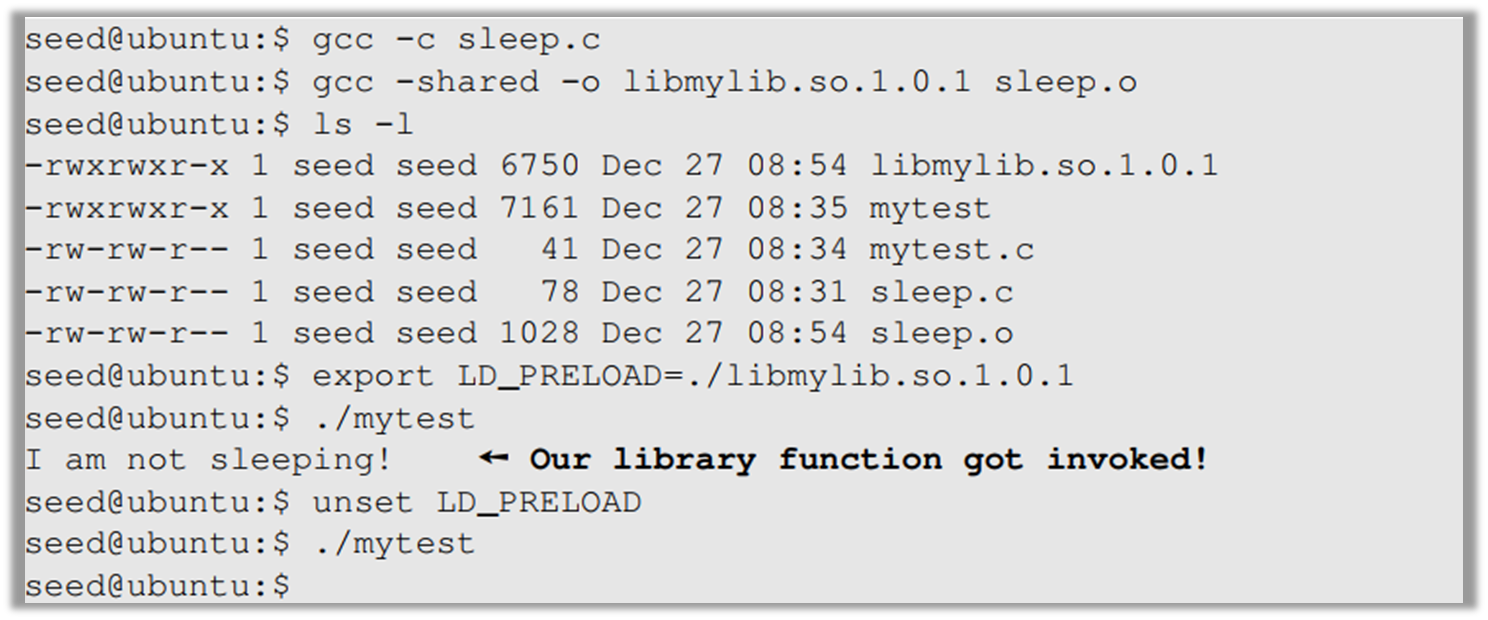 seed@ubuntu:$ gcc -c sleep.c
seed@ubuntu:$ gcc -shared -o libmylib.so.1.0.1 sleep.o
seed@ubuntu:$ ls -l
-rwxrwxr-x 1 seed seed 6750 Dec 27 08:54 libmylib.so.1.0.1
-rwxrwxr-x 1 seed seed 7161 Dec 27 08:35 mytest
-rw-rw-r-- 1 seed seed   41 Dec 27 08:34 mytest.c
-rw-rw-r-- 1 seed seed   78 Dec 27 08:31 sleep.c
-rw-rw-r-- 1 seed seed 1028 Dec 27 08:54 sleep.o
seed@ubuntu:$ export LD_PRELOAD=./libmylib.so.1.0.1
seed@ubuntu:$ ./mytest
I am not sleeping!    ← Our library function got invoked!
seed@ubuntu:$ unset LD_PRELOAD
seed@ubuntu:$ ./mytest
seed@ubuntu:$